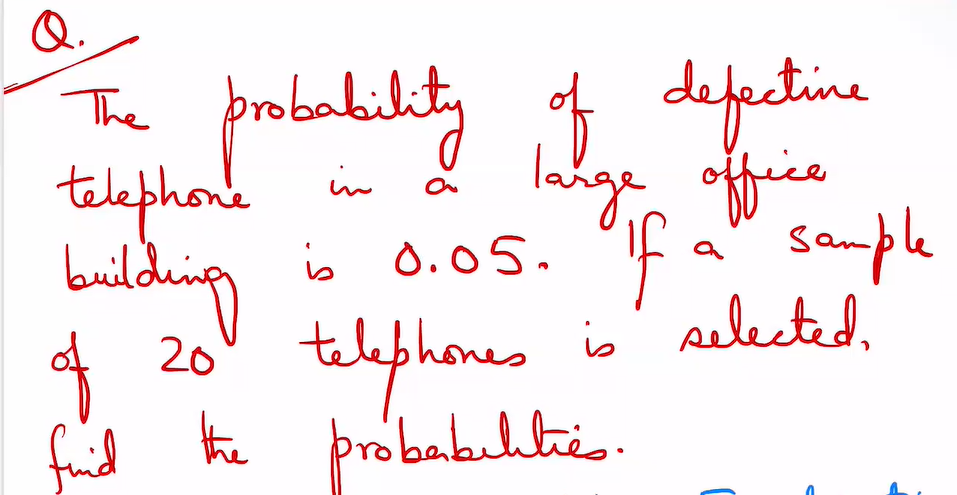 Q.
The probability of defective
telephone in a large office
building is 0.05. If a sample
of 20 telephones is selected,
find the probabilities.